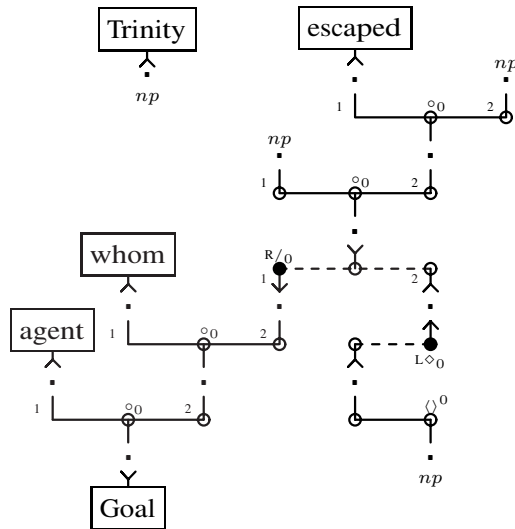 Trinity
escaped
np
np
1
∘0
2
np
1
∘0
2
whom
R/0
1
2
agent
1
∘0
2
L◇0
1
∘0
2
⟨⟩0
Goal
np